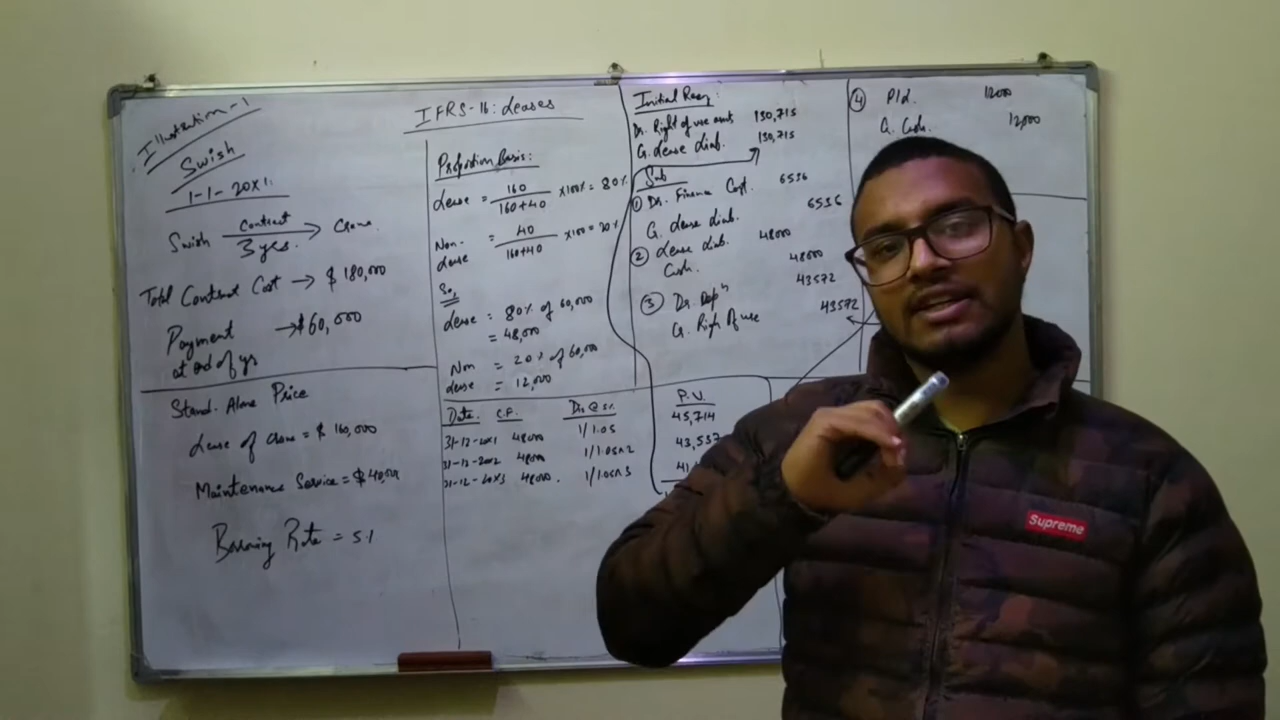 Illustration-1
Swish
1-1-20X1.
Swish Contract 3 yrs. Crane.
Total Contract Cost → $180,000
Payment at end of yrs → $60,000
Stand. Alone Price
Lease of Crane = $160,000
Maintenance Service = $40,000
Borrowing Rate = 5%
IFRS-16: Leases
Proportion Basis:
Lease = 160 / 160+40 × 100% = 80%
Non-Lease = 40 / 160+40 × 100 = 20%
So,
Lease = 80% of 60,000
= 48,000
Non Lease = 20% of 60,000
= 12,000
Date. C.F. Dis @ 5%
31-12-20X1 48000 1/1.05
31-12-20X2 48000 1/1.05^2
31-12-20X3 48000. 1/1.05^3
P.V.
45,714
43,537
41,
Initial Recog:
Dr. Right of use asset 130,715
Cr. Lease Liab. 130,715
Sub
① Dr. Finance Cost. 6536
Cr. Lease Liab. 6536
② Lease Liab. 48000
Cash. 48000
③ Dr. Depn 43572
Cr. Right of use 43572
④ P/L 12000
Cr. Cash. 12,000
Supreme